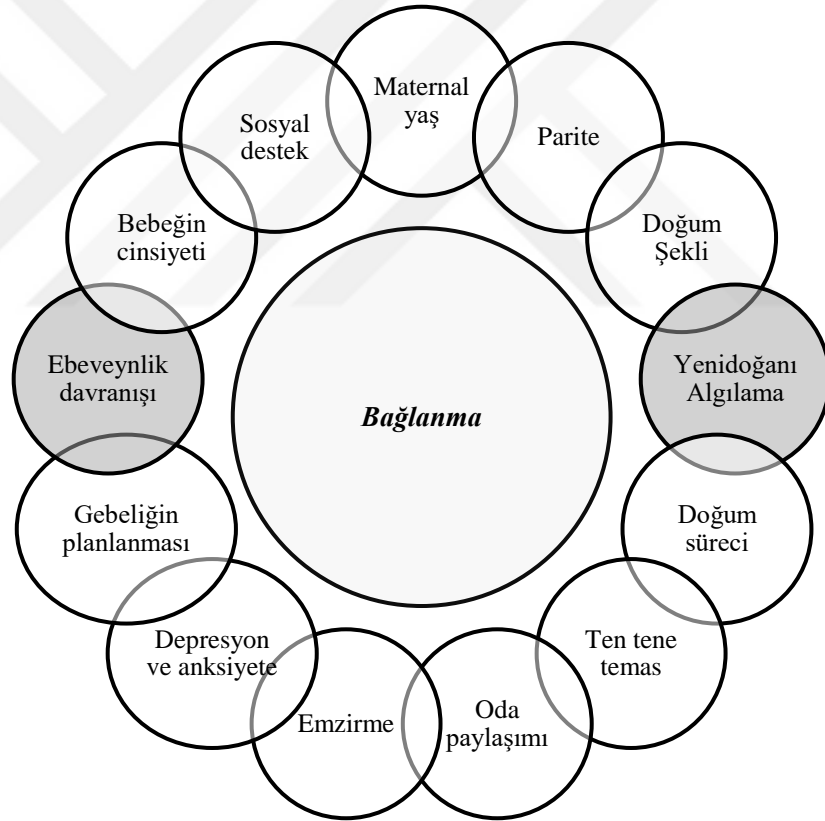 Maternal
yaş
Parite
Doğum
Şekli
Yenidoğanı
Algılama
Doğum
süreci
Ten tene
temas
Oda
paylaşımı
Emzirme
Depresyon
ve anksiyete
Gebeliğin
planlanması
Ebeveynlik
davranışı
Bebeğin
cinsiyeti
Sosyal
destek
Bağlanma